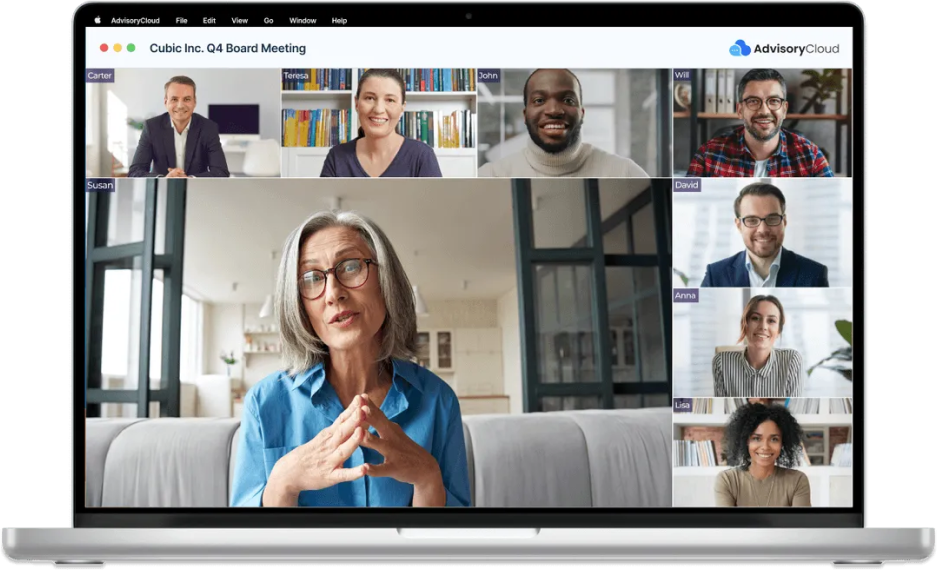 AdvisoryCloud File Edit View Go Window Help
Cubic Inc. Q4 Board Meeting
AdvisoryCloud
Carter
Teresa
John
Will
Susan
David
Anna
Lisa